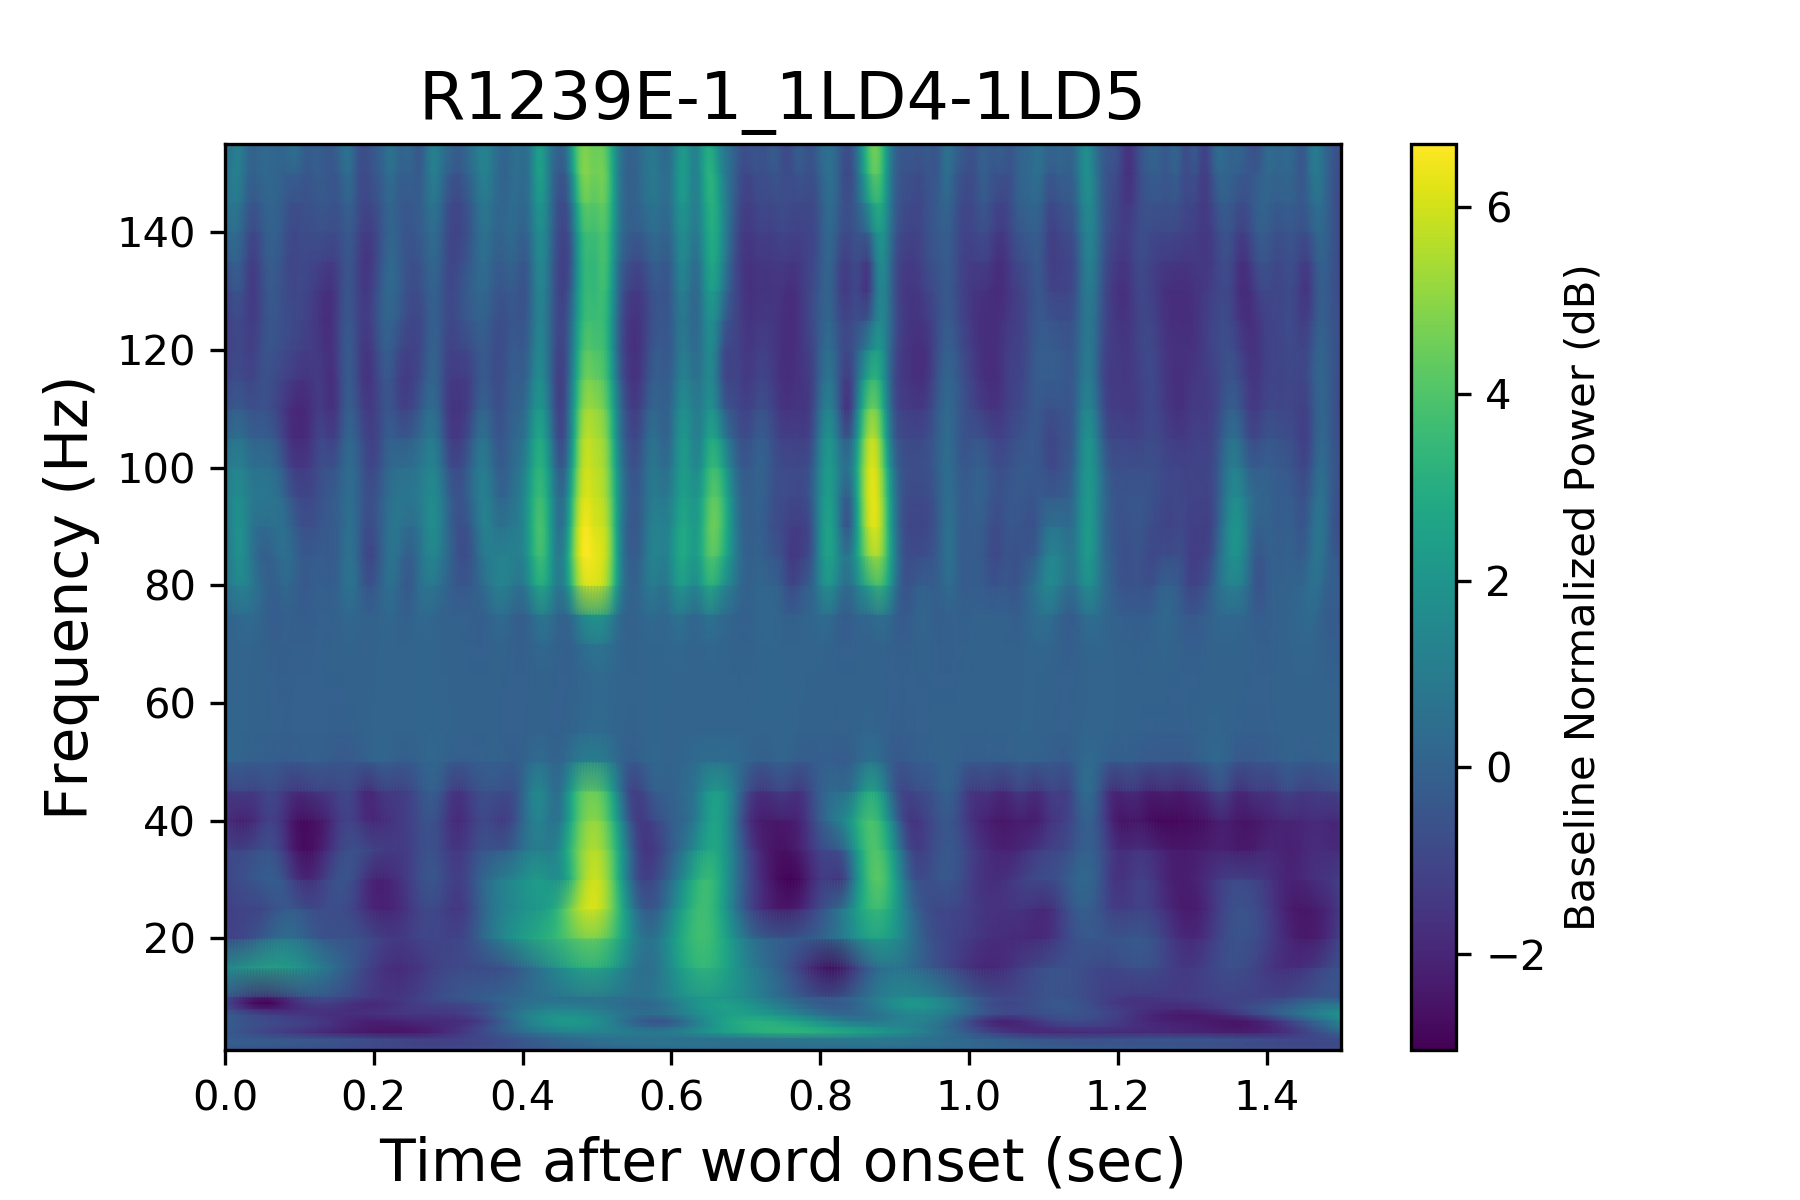 R1239E-1_1LD4-1LD5
Frequency (Hz)
140
120
100
80
60
40
20
0.0 0.2 0.4 0.6 0.8 1.0 1.2 1.4
Time after word onset (sec)
6
4
2
0
−2
Baseline Normalized Power (dB)